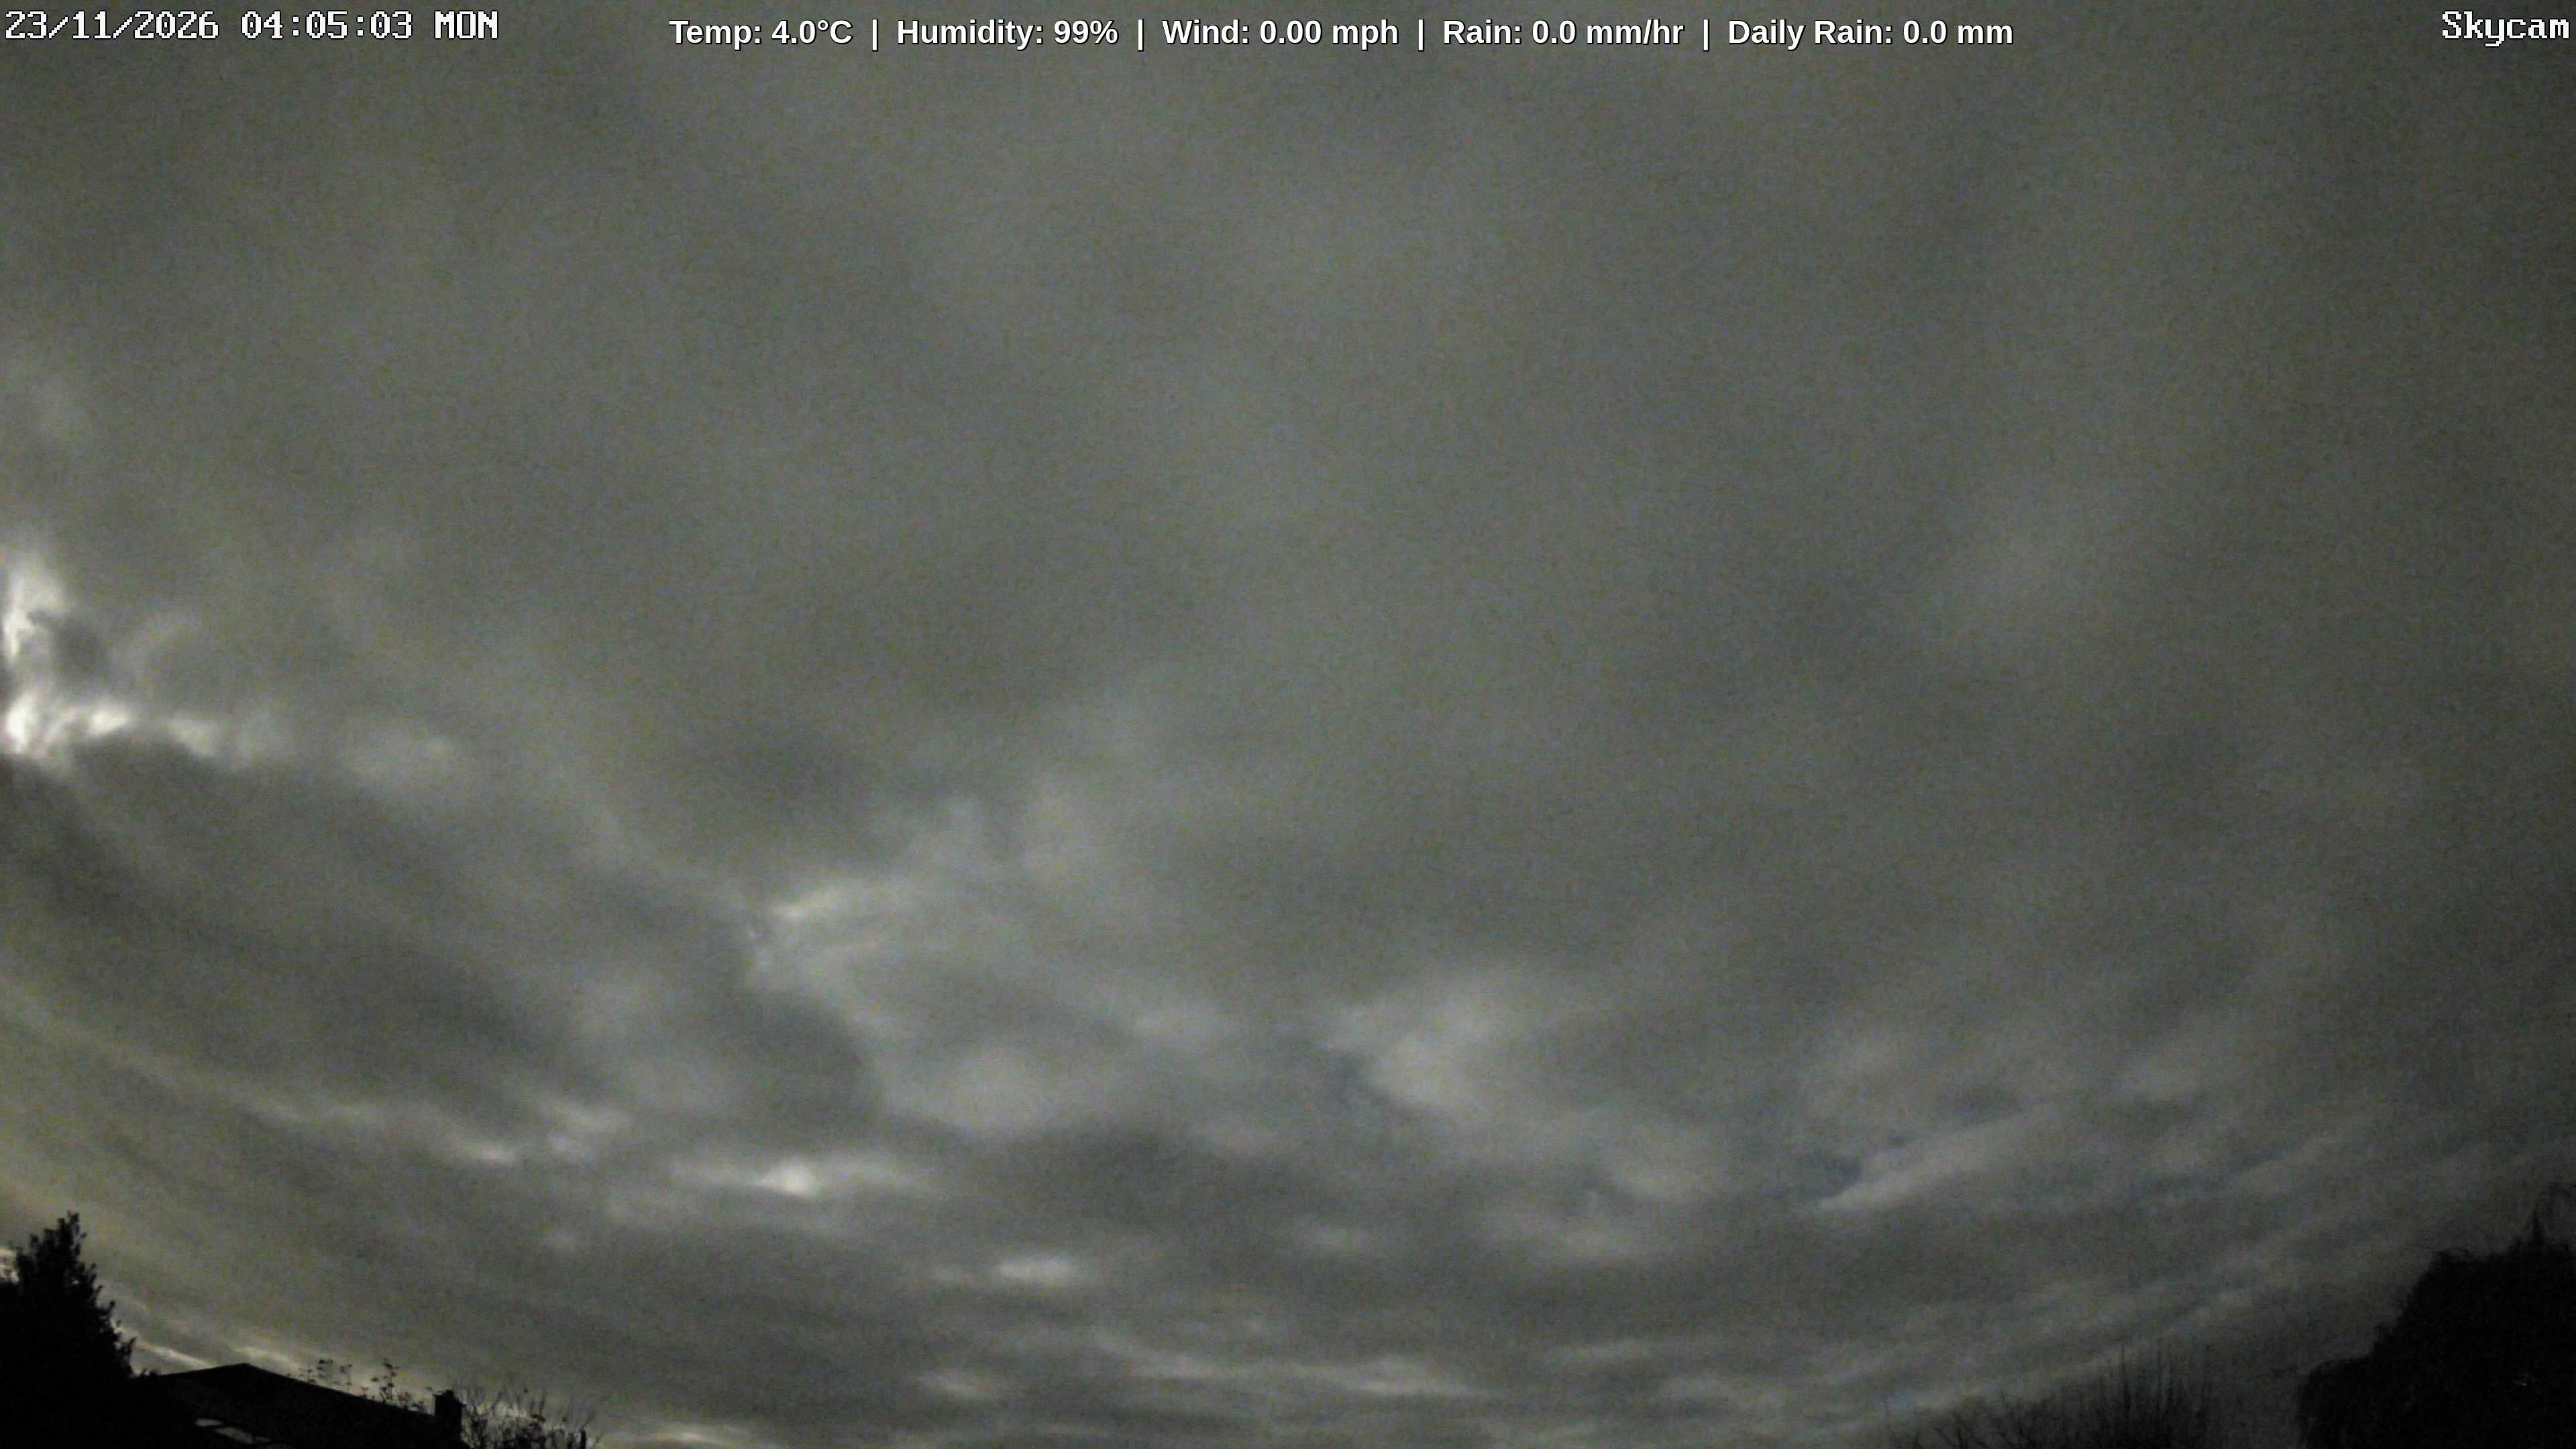 23/11/2026 04:05:03 MON
Temp: 4.0°C | Humidity: 99% | Wind: 0.00 mph | Rain: 0.0 mm/hr | Daily Rain: 0.0 mm
Skycam